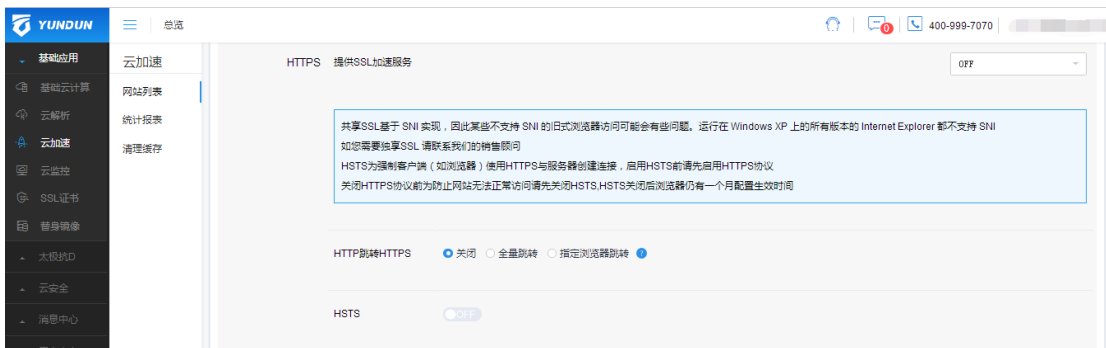 YUNDUN
总览
0
400-999-7070
基础应用
基础云计算
云解析
云加速
云监控
SSL证书
替身镜像
太极抗D
云安全
消息中心
云加速
网站列表
统计报表
清理缓存
HTTPS 提供SSL加速服务
OFF
共享SSL基于 SNI 实现，因此某些不支持 SNI 的旧式浏览器访问可能会有些问题。运行在 Windows XP 上的所有版本的 Internet Explorer 都不支持 SNI
如您需要独享SSL 请联系我们的销售顾问
HSTS为强制客户端（如浏览器）使用HTTPS与服务器创建连接，启用HSTS前请先启用HTTPS协议
关闭HTTPS协议前为防止网站无法正常访问请先关闭HSTS,HSTS关闭后浏览器仍有一个月配置生效时间
HTTP跳转HTTPS 关闭 全量跳转 指定浏览器跳转 ?
HSTS OFF